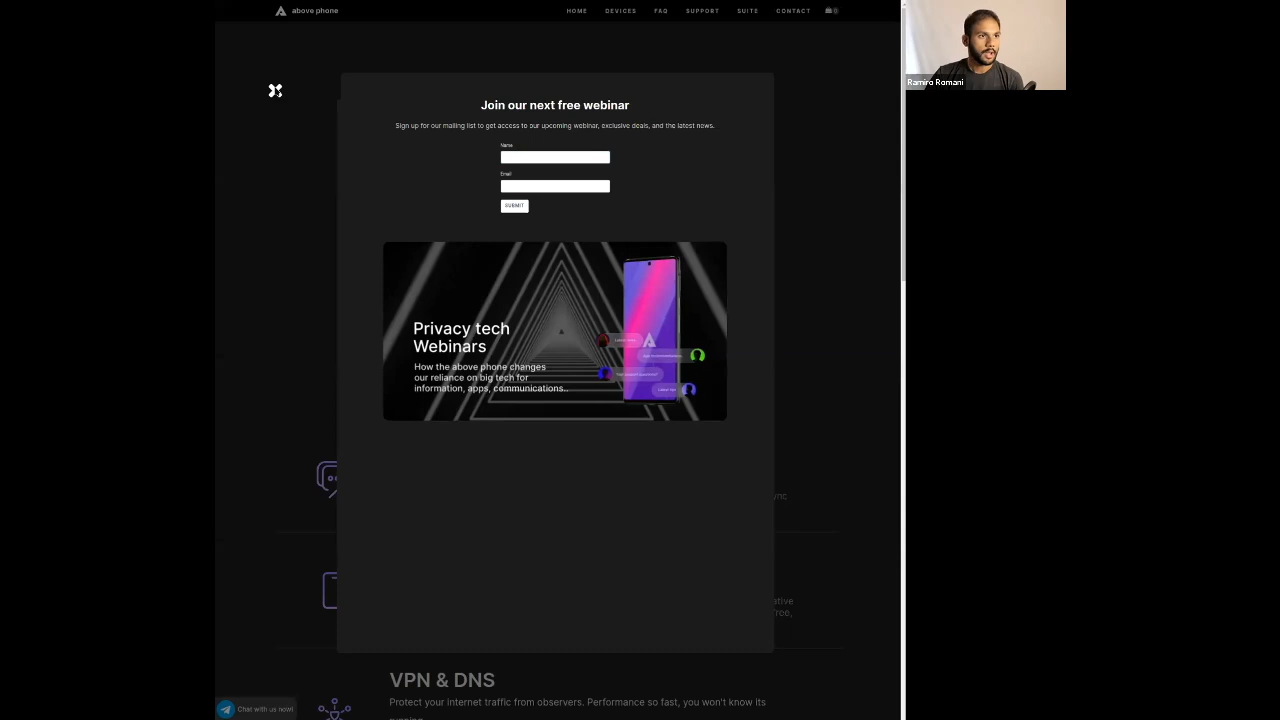 above phone
HOME DEVICES FAQ SUPPORT SUITE CONTACT 0
Ramiro Romani
Join our next free webinar
Sign up for our mailing list to get access to our upcoming webinar, exclusive deals, and the latest news.
Name
Email
SUBMIT
Privacy tech
Webinars
How the above phone changes
our reliance on big tech for
information, apps, communications..
ative
free,
VPN & DNS
Protect your internet traffic from observers. Performance so fast, you won't know its
Chat with us now!